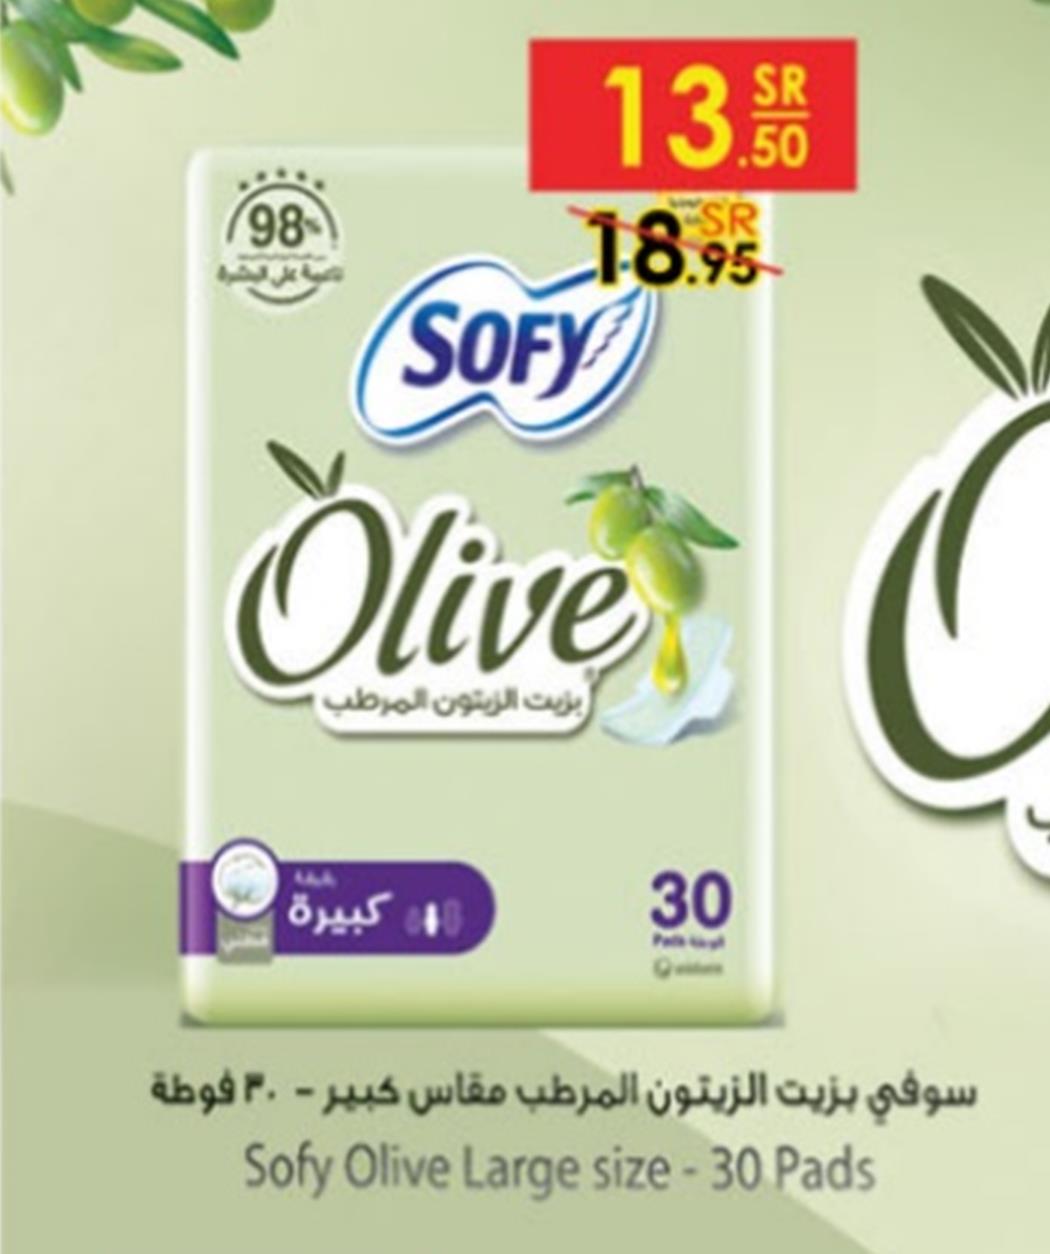 13.50 SR
18.95 SR
98%
ناعمة على البشرة
SOFY
Olive
بزيت الزيتون المرطب
كبيرة
30
Pads فوطة
سوفي بزيت الزيتون المرطب مقاس كبير - ٣٠ فوطة
Sofy Olive Large size - 30 Pads